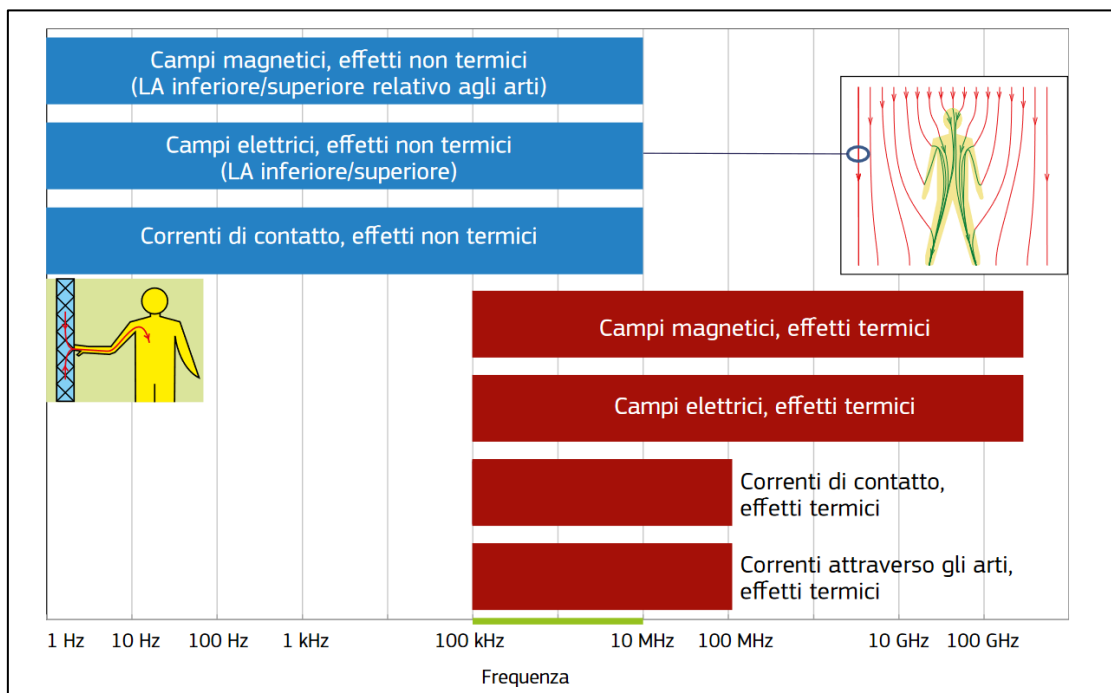 Campi magnetici, effetti non termici
(LA inferiore/superiore relativo agli arti)
Campi elettrici, effetti non termici
(LA inferiore/superiore)
Correnti di contatto, effetti non termici
Campi magnetici, effetti termici
Campi elettrici, effetti termici
Correnti di contatto,
effetti termici
Correnti attraverso gli arti,
effetti termici
1 Hz 10 Hz 100 Hz 1 kHz 100 kHz 10 MHz 100 MHz 10 GHz 100 GHz
Frequenza